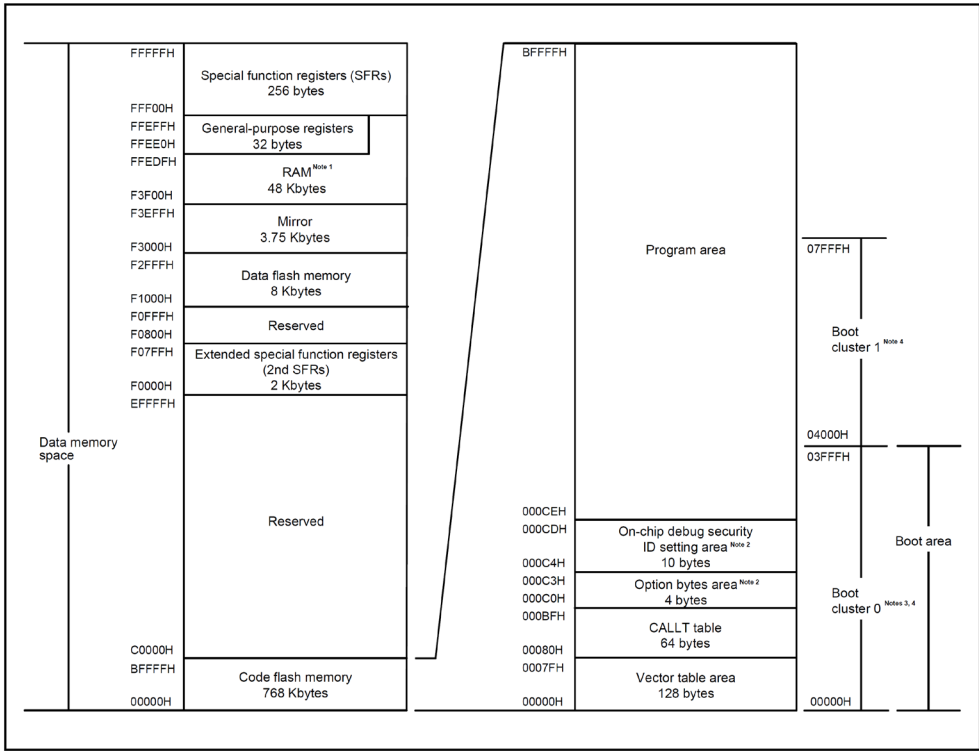 FFFFFH
Special function registers (SFRs)
256 bytes
FFF00H
FFEFFH
General-purpose registers
32 bytes
FFEE0H
FFEDFH
RAM Note 1
48 Kbytes
F3F00H
F3EFFH
Mirror
3.75 Kbytes
F3000H
F2FFFH
Data flash memory
8 Kbytes
F1000H
F0FFFH
Reserved
F0800H
F07FFH
Extended special function registers
(2nd SFRs)
2 Kbytes
F0000H
EFFFFH
Data memory
space
Reserved
C0000H
BFFFFH
Code flash memory
768 Kbytes
00000H
BFFFFH
Program area
000CEH
000CDH
On-chip debug security
ID setting area Note 2
10 bytes
000C4H
000C3H
Option bytes area Note 2
4 bytes
000C0H
000BFH
CALLT table
64 bytes
00080H
0007FH
Vector table area
128 bytes
00000H
07FFFH
Boot
cluster 1 Note 4
04000H
03FFFH
Boot area
Boot
cluster 0 Notes 3, 4
00000H